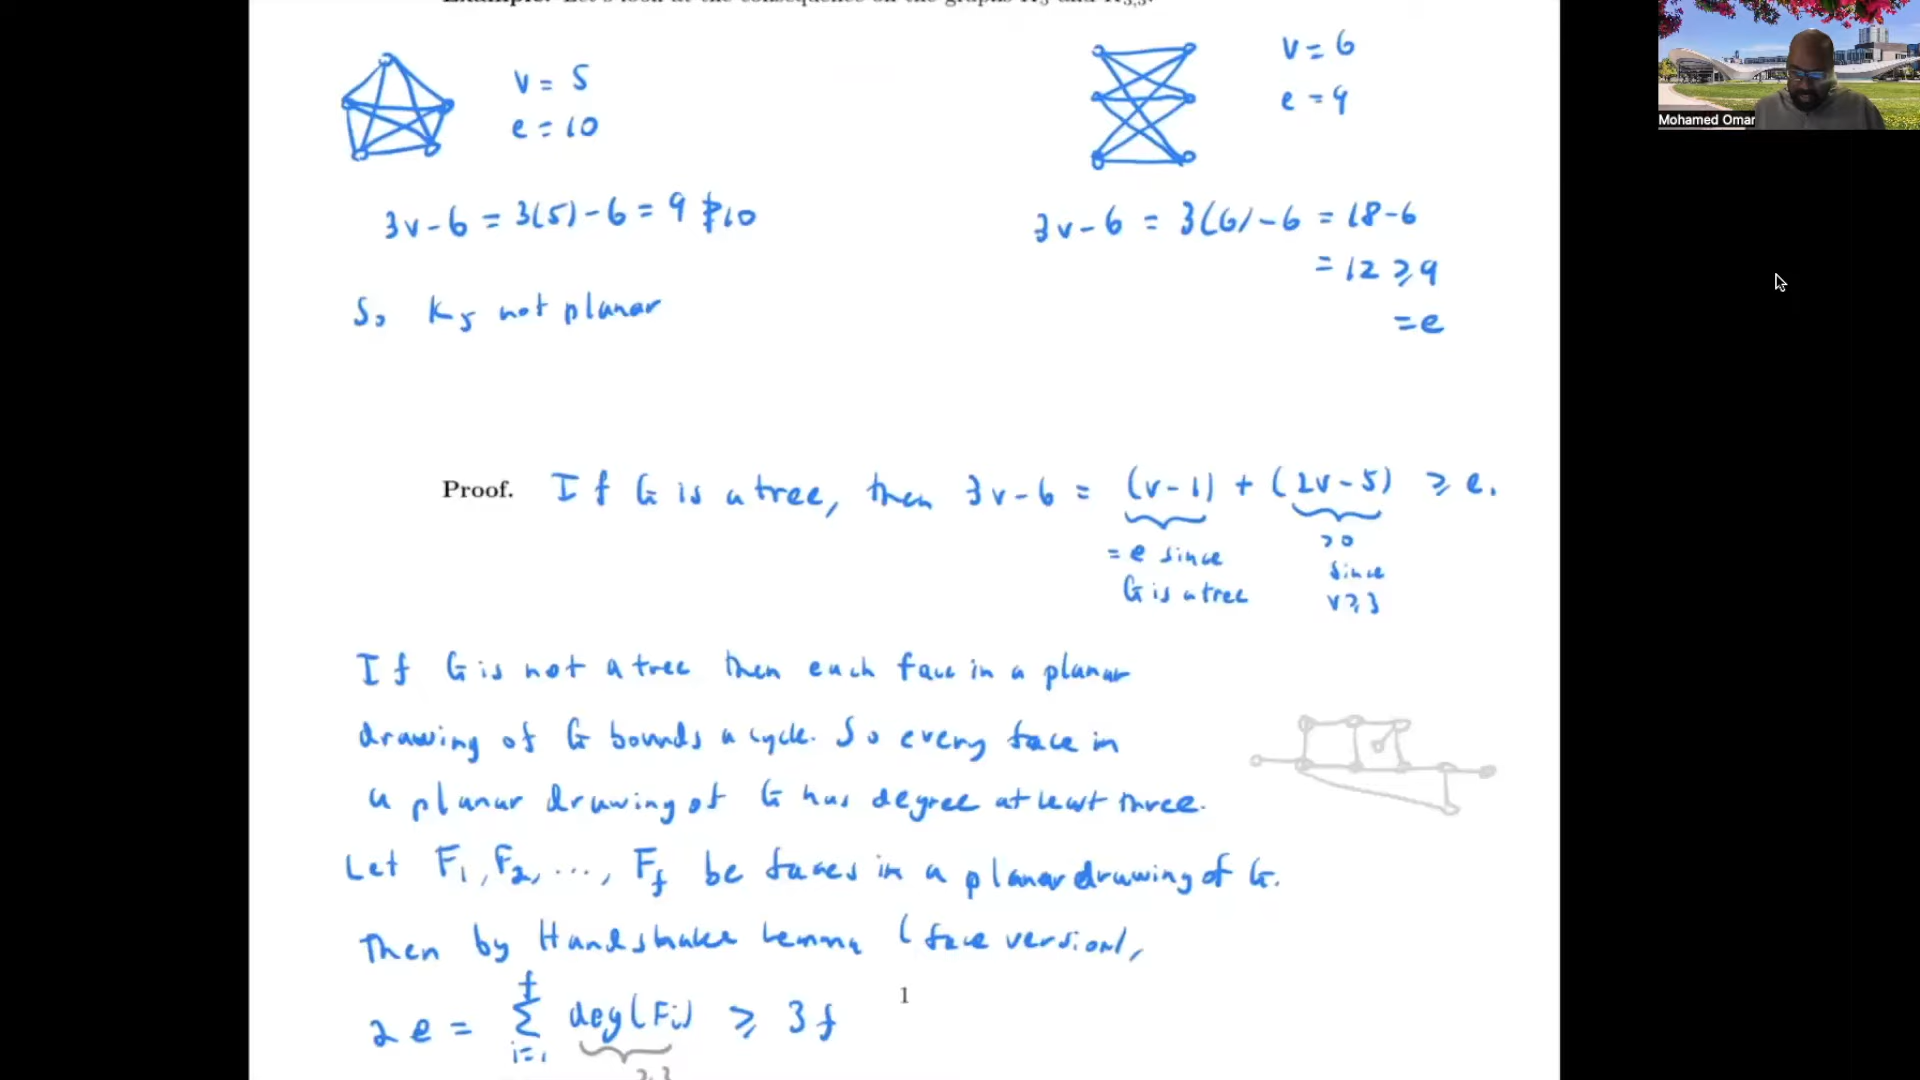 v = 5
e = 10
v = 6
e = 9
3v - 6 = 3(5) - 6 = 9 ≱ 10
3v - 6 = 3(6) - 6 = 18 - 6
= 12 ≥ 9
= e
So K5 not planar
Proof. If G is a tree, then 3v - 6 = (v - 1) + (2v - 5) ≥ e.
= e since
G is a tree
>0
since
v ≥ 3
If G is not a tree then each face in a planar
drawing of G bounds a cycle. So every face in
a planar drawing of G has degree at least three.
Let F1, F2, ..., Ff be faces in a planar drawing of G.
Then by Handshake Lemma (face version),
2e = f Σ i=1 deg(Fi) ≥ 3f
1
Mohamed Omar